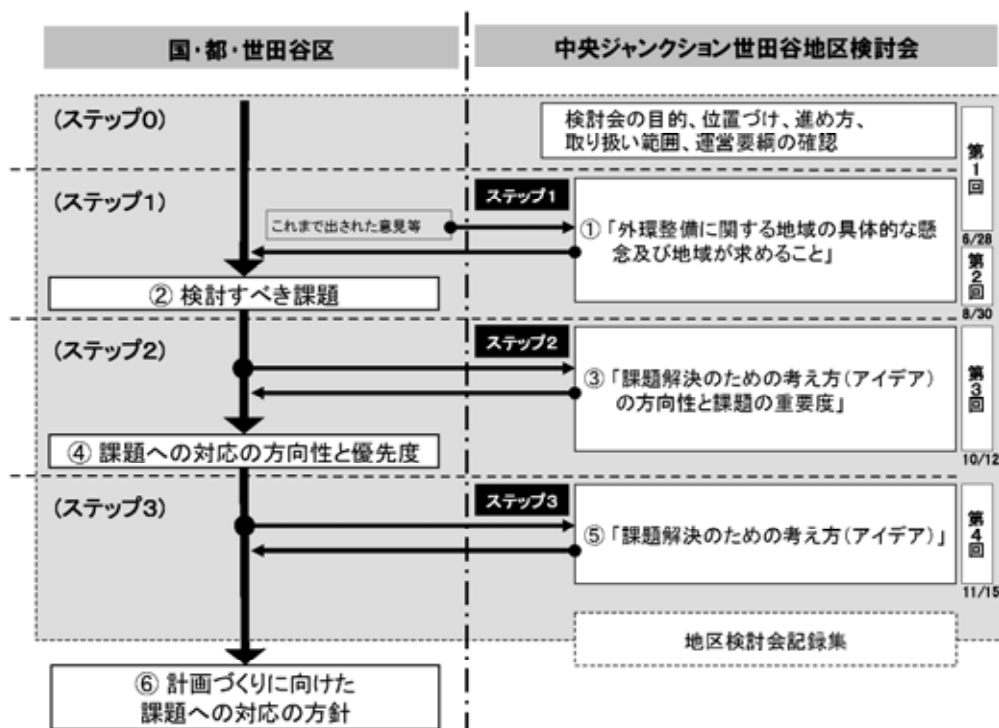 国・都・世田谷区
中央ジャンクション世田谷地区検討会
(ステップ0)
検討会の目的、位置づけ、進め方、
取り扱い範囲、運営要綱の確認
第1回
6/28
(ステップ1)
ステップ1
これまで出された意見等
①「外環整備に関する地域の具体的な懸
念及び地域が求めること」
第2回
8/30
② 検討すべき課題
(ステップ2)
ステップ2
③「課題解決のための考え方(アイデア)
の方向性と課題の重要度」
第3回
10/12
④ 課題への対応の方向性と優先度
(ステップ3)
ステップ3
⑤「課題解決のための考え方(アイデア)」
第4回
11/15
地区検討会記録集
⑥ 計画づくりに向けた
課題への対応の方針